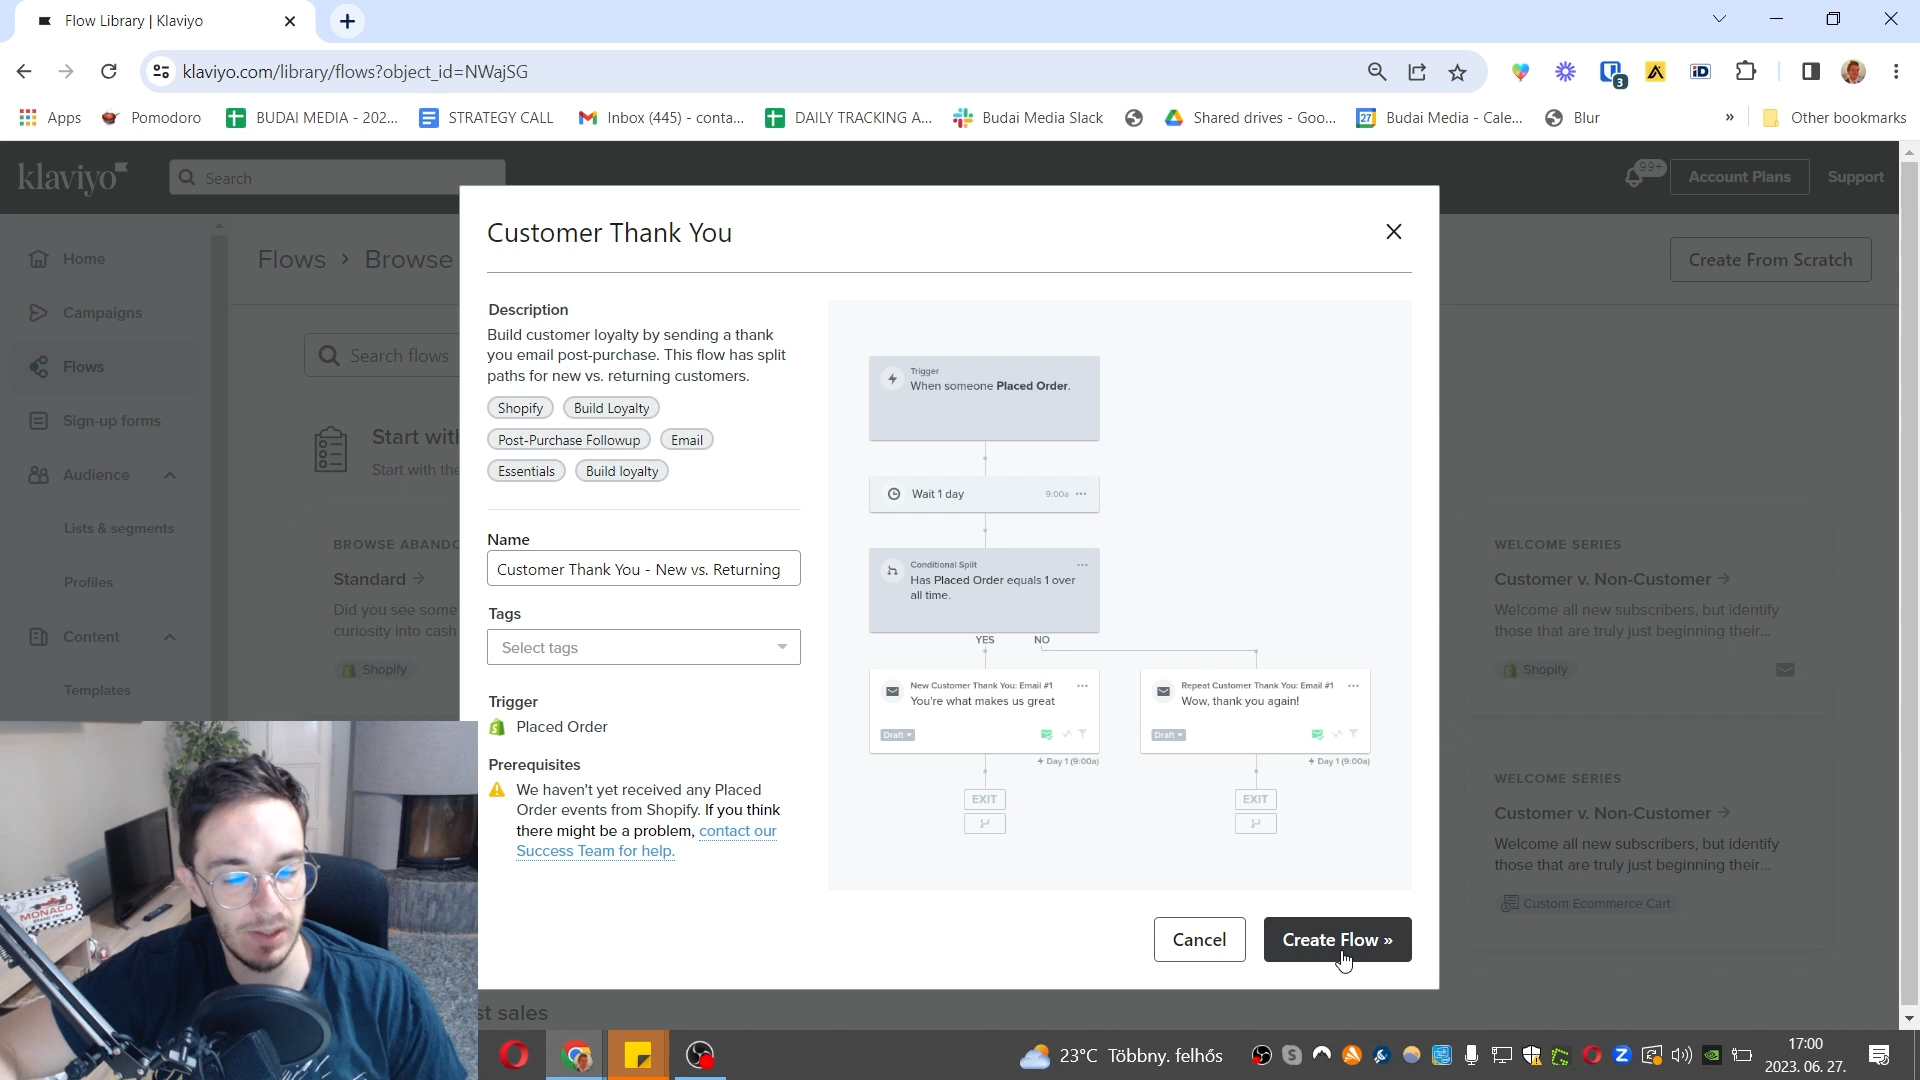 Flow Library | Klaviyo
klaviyo.com/library/flows?object_id=NWajSG
3
iD
Apps
Pomodoro
BUDAI MEDIA - 202...
STRATEGY CALL
Inbox (445) - conta...
DAILY TRACKING A...
Budai Media Slack
Shared drives - Goo...
27
Budai Media - Cale...
Blur
»
Other bookmarks
klaviyo
Search
99+
Account Plans
Support
Home
Campaigns
Flows
Sign-up forms
Audience
Lists & segments
Profiles
Content
Templates
Flows > Browse
Create From Scratch
Search flows
Start with
Start with the
BROWSE ABANDO
Standard →
Did you see some
curiosity into cash
Shopify
Customer Thank You
Description
Build customer loyalty by sending a thank
you email post-purchase. This flow has split
paths for new vs. returning customers.
Shopify
Build Loyalty
Post-Purchase Followup
Email
Essentials
Build loyalty
Name
Customer Thank You - New vs. Returning
Tags
Select tags
Trigger
Placed Order
Prerequisites
We haven't yet received any Placed
Order events from Shopify. If you think
there might be a problem, contact our
Success Team for help.
Trigger
When someone Placed Order.
Wait 1 day
9:00a
Conditional Split
Has Placed Order equals 1 over
all time.
YES
NO
New Customer Thank You: Email #1
You're what makes us great
Draft
Day 1 (9:00a)
EXIT
Repeat Customer Thank You: Email #1
Wow, thank you again!
Draft
Day 1 (9:00a)
EXIT
Cancel
Create Flow »
WELCOME SERIES
Customer v. Non-Customer →
Welcome all new subscribers, but identify
those that are truly just beginning their...
Shopify
WELCOME SERIES
Customer v. Non-Customer →
Welcome all new subscribers, but identify
those that are truly just beginning their...
Custom Ecommerce Cart
st sales
MONACO
23°C Többny. felhős
17:00
2023. 06. 27.